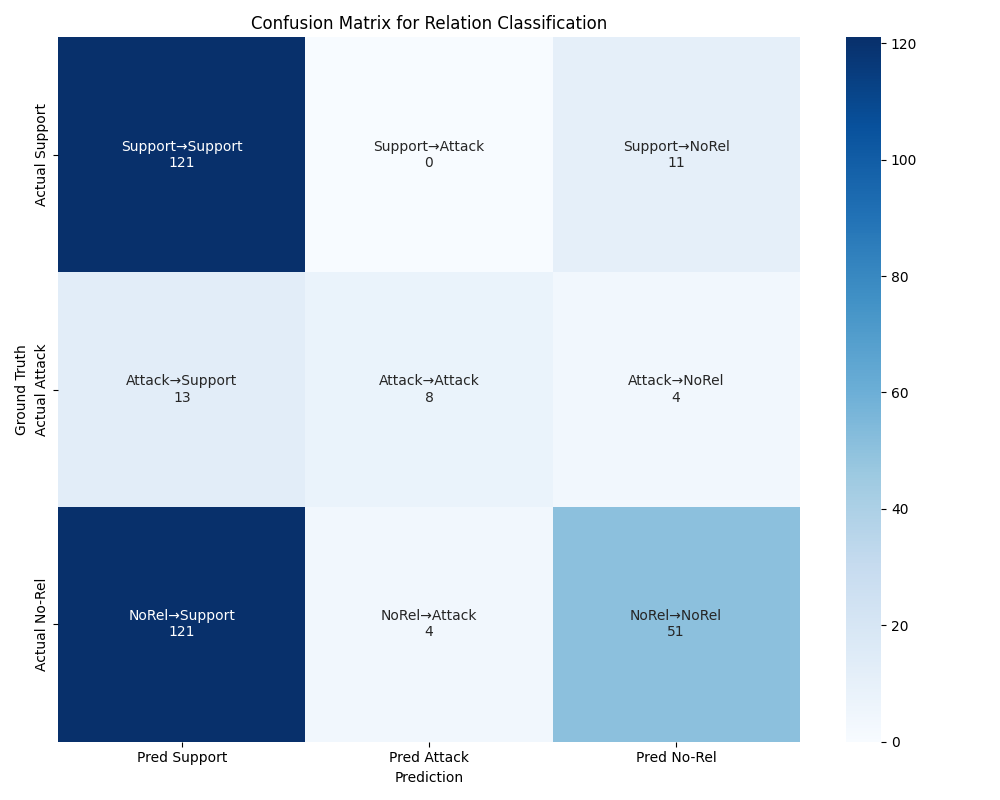 Confusion Matrix for Relation Classification
Support→Support
121
Support→Attack
0
Support→NoRel
11
Attack→Support
13
Attack→Attack
8
Attack→NoRel
4
NoRel→Support
121
NoRel→Attack
4
NoRel→NoRel
51
Ground Truth
Actual Support
Actual Attack
Actual No-Rel
Pred Support
Pred Attack
Pred No-Rel
Prediction
120
100
80
60
40
20
0